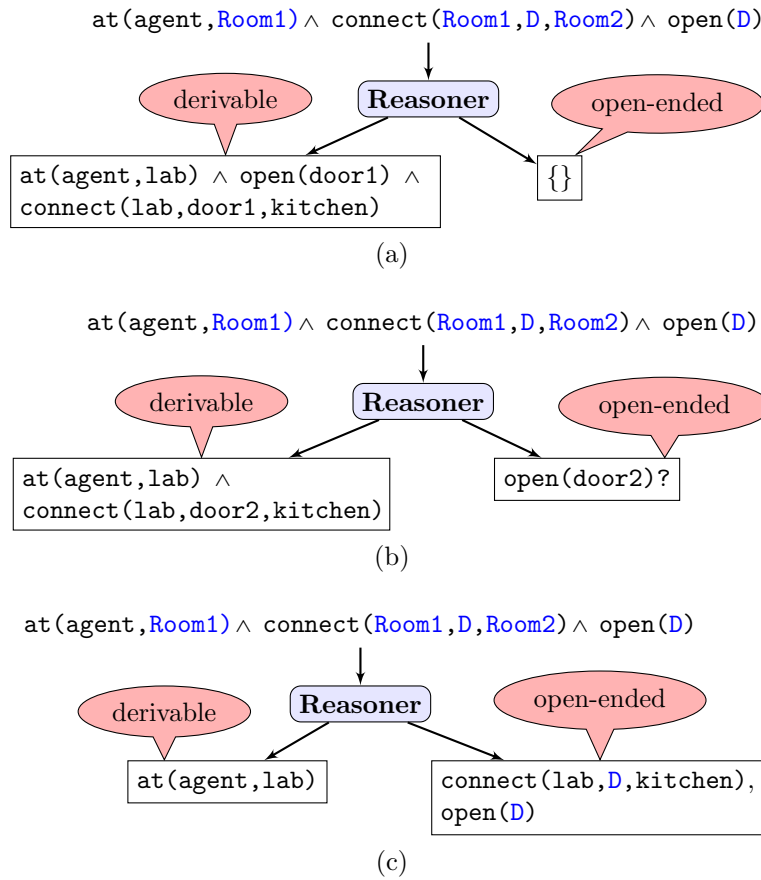 at(agent,Room1) ∧ connect(Room1,D,Room2) ∧ open(D)
Reasoner
derivable
open-ended
at(agent,lab) ∧ open(door1) ∧
connect(lab,door1,kitchen)
{}
(a)
at(agent,Room1) ∧ connect(Room1,D,Room2) ∧ open(D)
Reasoner
derivable
open-ended
at(agent,lab) ∧
connect(lab,door2,kitchen)
open(door2)?
(b)
at(agent,Room1) ∧ connect(Room1,D,Room2) ∧ open(D)
Reasoner
derivable
open-ended
at(agent,lab)
connect(lab,D,kitchen),
open(D)
(c)